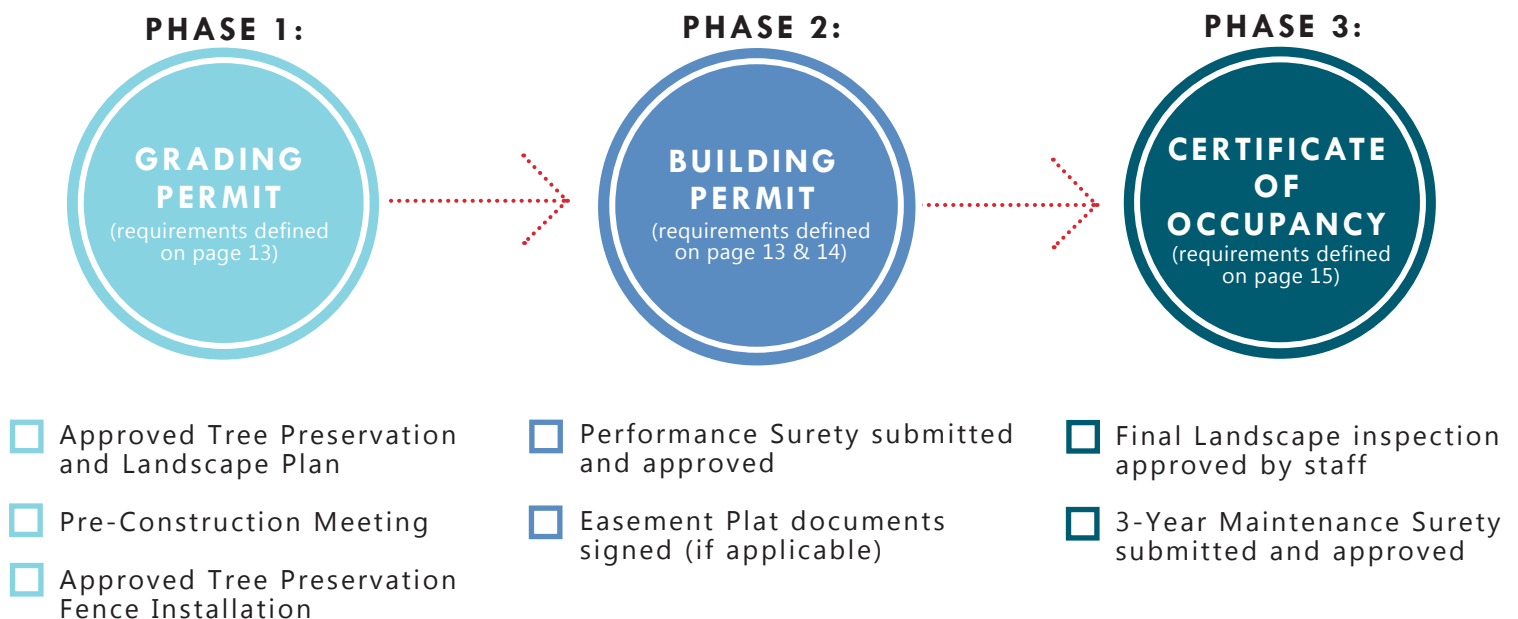 PHASE 1:
GRADING
PERMIT
(requirements defined
on page 13)
Approved Tree Preservation
and Landscape Plan
Pre-Construction Meeting
Approved Tree Preservation
Fence Installation
PHASE 2:
BUILDING
PERMIT
(requirements defined
on page 13 & 14)
Performance Surety submitted
and approved
Easement Plat documents
signed (if applicable)
PHASE 3:
CERTIFICATE
OF
OCCUPANCY
(requirements defined
on page 15)
Final Landscape inspection
approved by staff
3-Year Maintenance Surety
submitted and approved